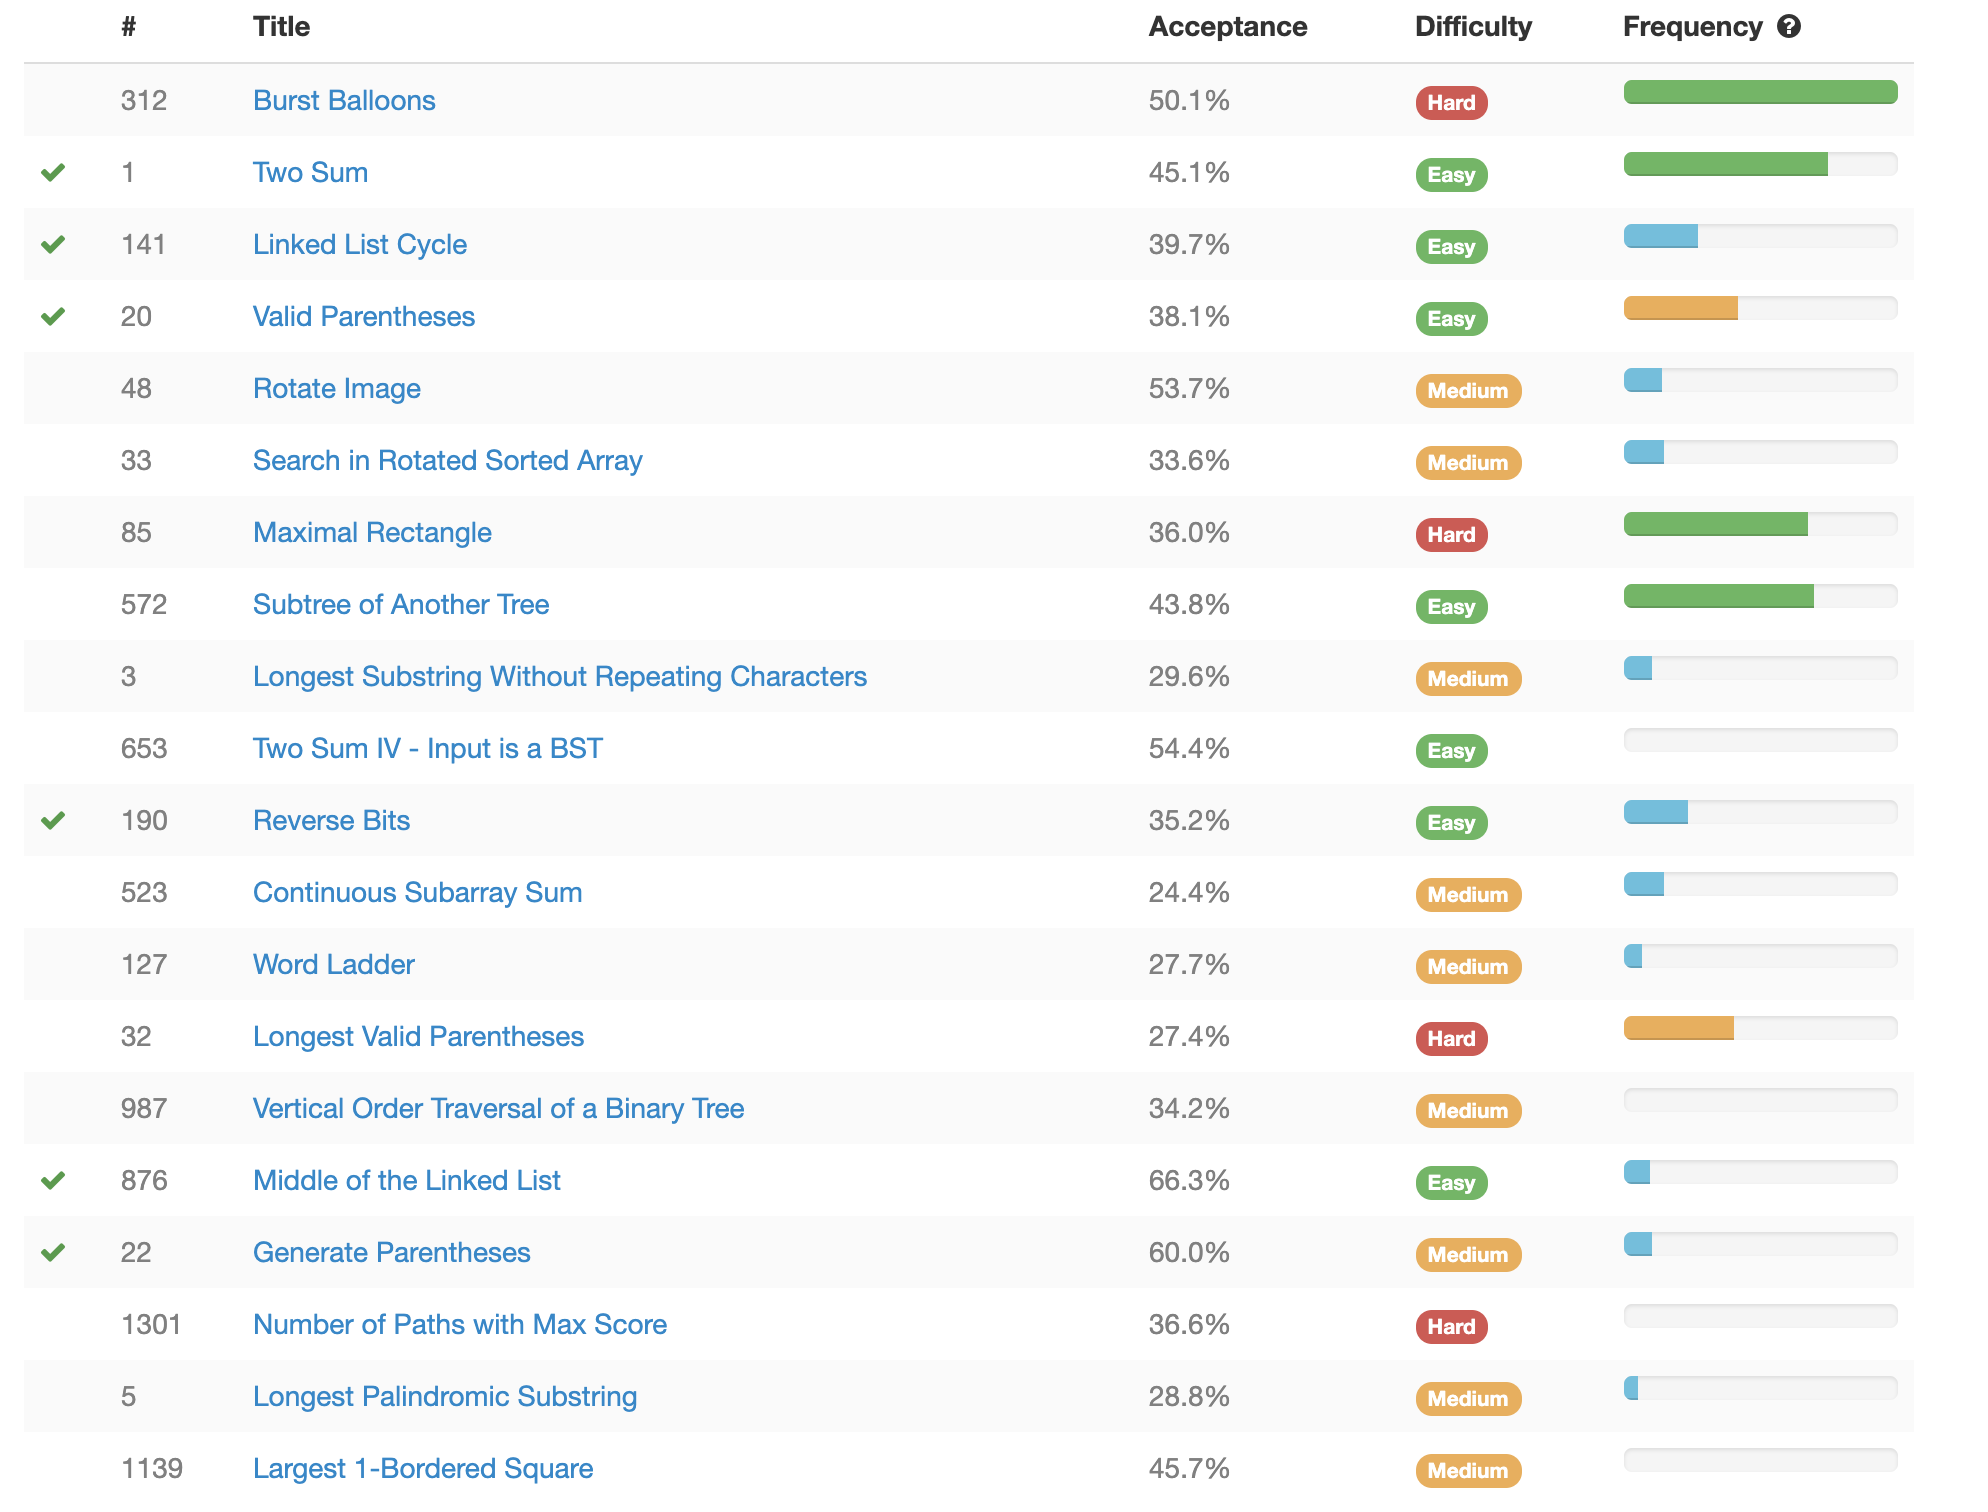 # Title Acceptance Difficulty Frequency ?
312 Burst Balloons 50.1% Hard
1 Two Sum 45.1% Easy
141 Linked List Cycle 39.7% Easy
20 Valid Parentheses 38.1% Easy
48 Rotate Image 53.7% Medium
33 Search in Rotated Sorted Array 33.6% Medium
85 Maximal Rectangle 36.0% Hard
572 Subtree of Another Tree 43.8% Easy
3 Longest Substring Without Repeating Characters 29.6% Medium
653 Two Sum IV - Input is a BST 54.4% Easy
190 Reverse Bits 35.2% Easy
523 Continuous Subarray Sum 24.4% Medium
127 Word Ladder 27.7% Medium
32 Longest Valid Parentheses 27.4% Hard
987 Vertical Order Traversal of a Binary Tree 34.2% Medium
876 Middle of the Linked List 66.3% Easy
22 Generate Parentheses 60.0% Medium
1301 Number of Paths with Max Score 36.6% Hard
5 Longest Palindromic Substring 28.8% Medium
1139 Largest 1-Bordered Square 45.7% Medium